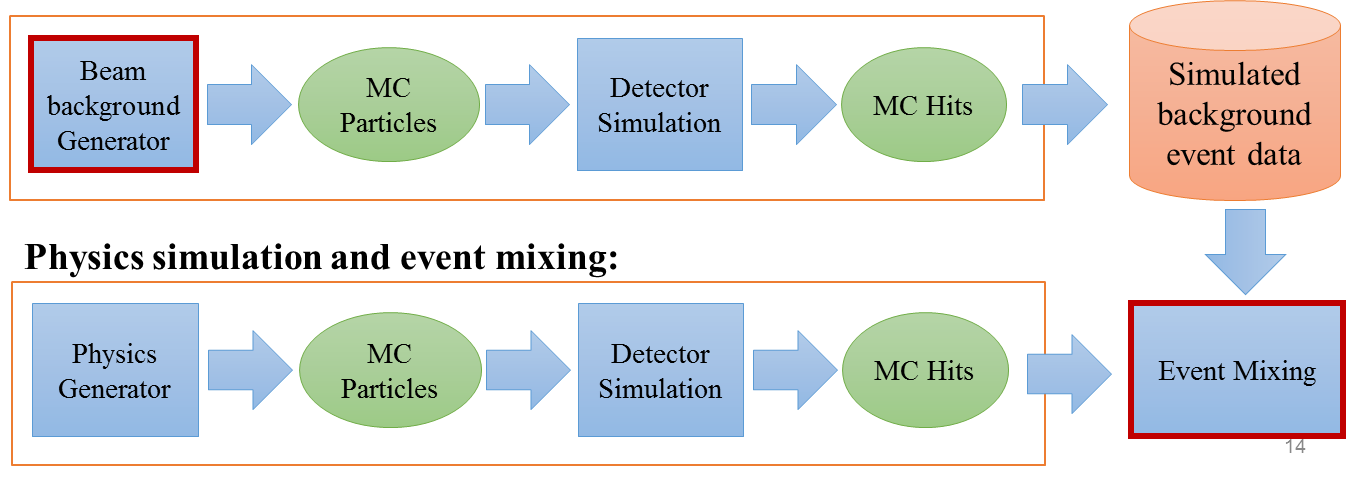 Beam
background
Generator
MC
Particles
Detector
Simulation
MC Hits
Simulated
background
event data
Physics simulation and event mixing:
Physics
Generator
MC
Particles
Detector
Simulation
MC Hits
Event Mixing
14